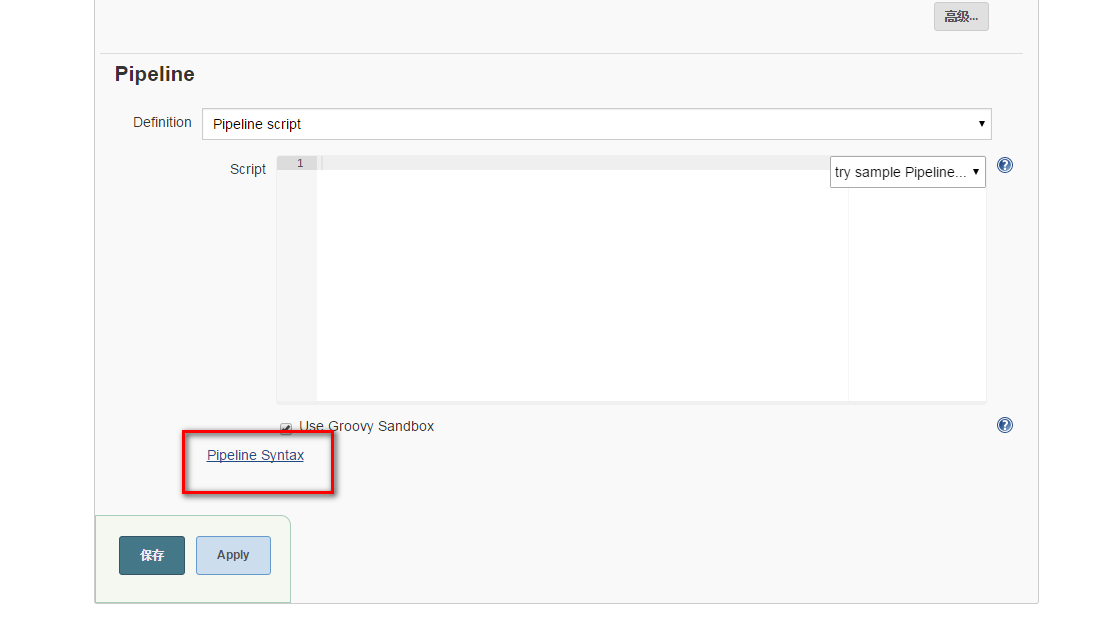 高级...
Pipeline
Definition
Pipeline script
Script
1
try sample Pipeline...
Use Groovy Sandbox
Pipeline Syntax
保存
Apply